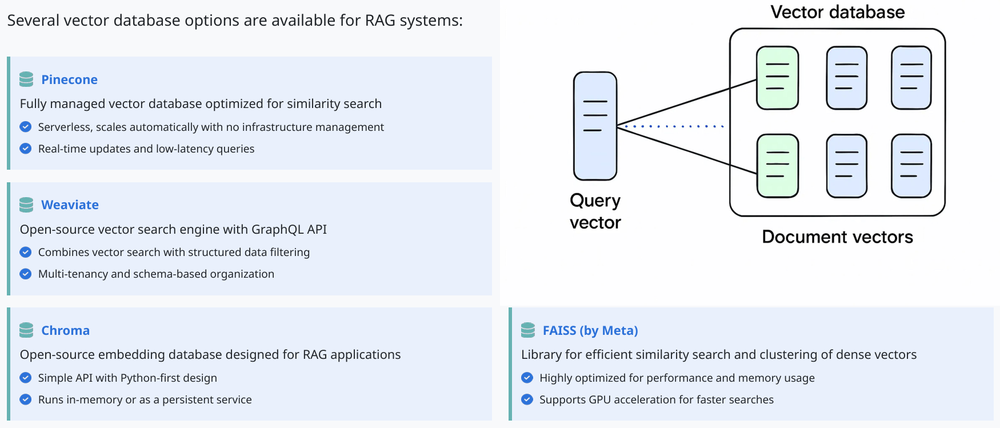 Several vector database options are available for RAG systems:
Pinecone
Fully managed vector database optimized for similarity search
Serverless, scales automatically with no infrastructure management
Real-time updates and low-latency queries
Weaviate
Open-source vector search engine with GraphQL API
Combines vector search with structured data filtering
Multi-tenancy and schema-based organization
Vector database
Query
vector
Document vectors
Chroma
Open-source embedding database designed for RAG applications
Simple API with Python-first design
Runs in-memory or as a persistent service
FAISS (by Meta)
Library for efficient similarity search and clustering of dense vectors
Highly optimized for performance and memory usage
Supports GPU acceleration for faster searches